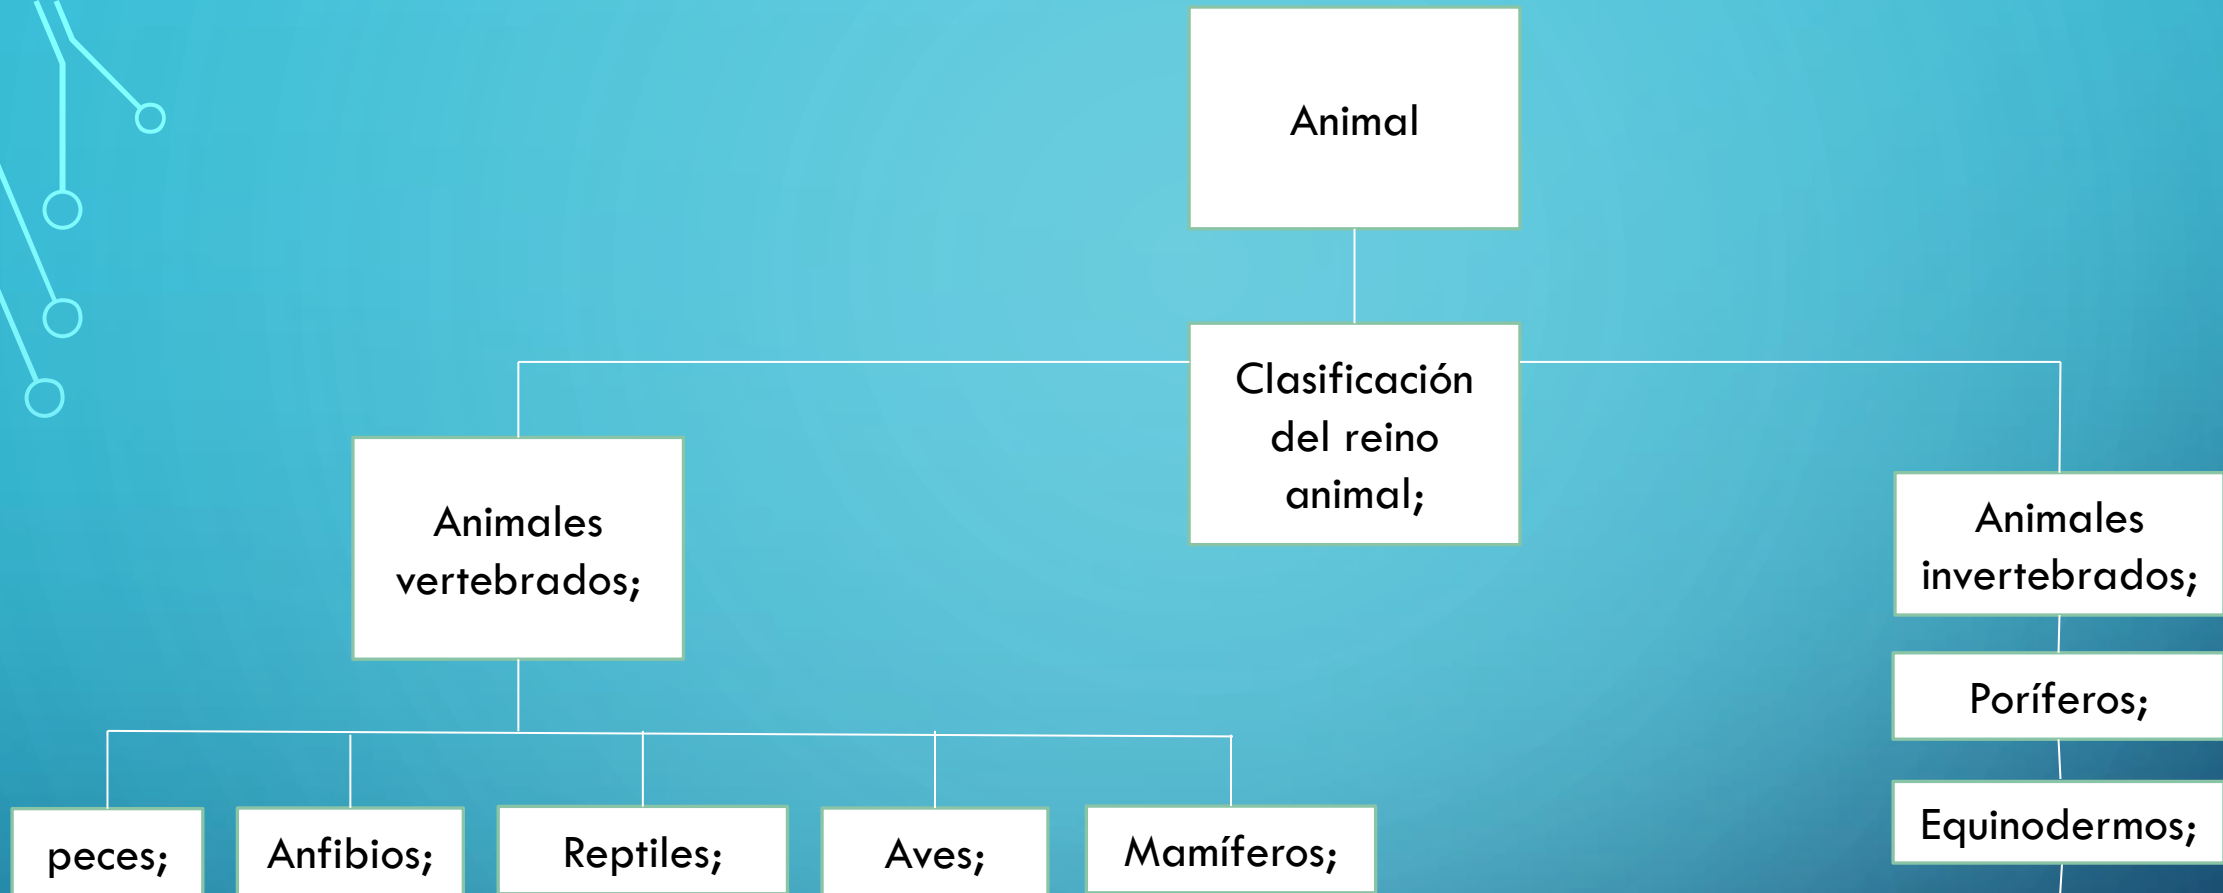 Animal
Clasificación
del reino
animal;
Animales
vertebrados;
Animales
invertebrados;
Poríferos;
Equinodermos;
peces;
Anfibios;
Reptiles;
Aves;
Mamíferos;